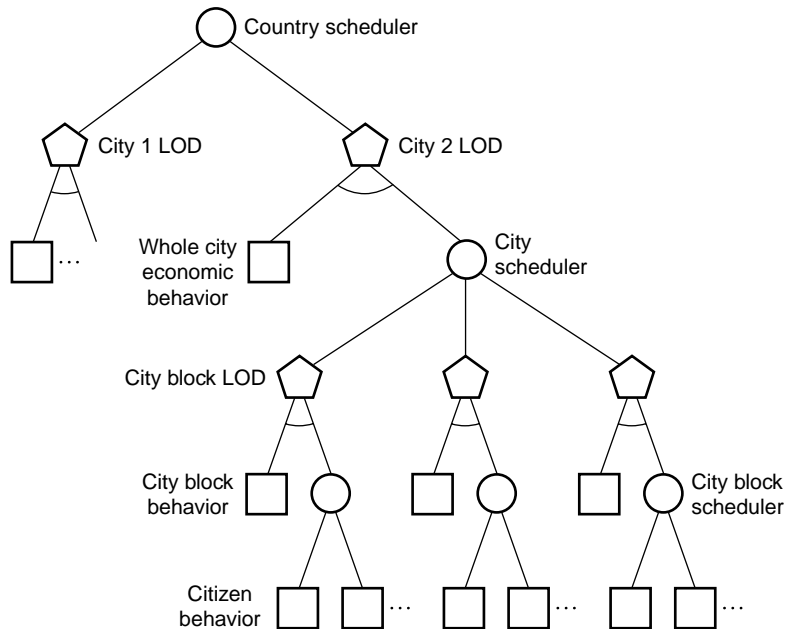 Country scheduler
City 1 LOD
City 2 LOD
...
Whole city
economic
behavior
City
scheduler
City block LOD
City block
behavior
City block
scheduler
Citizen
behavior
...
...
...